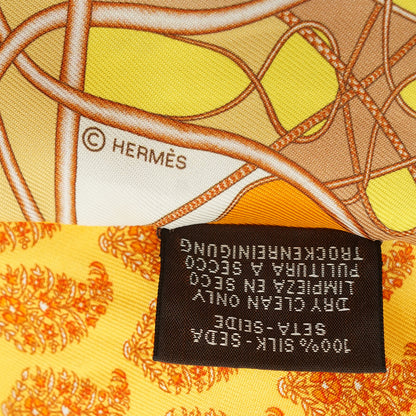 © HERMÈS
100% SILK-SEDA
SETA-SEIDE
DRY CLEAN ONLY
LIMPIEZA EN SECO
PULITURA A SECCO
TROCKENREINIGUNG